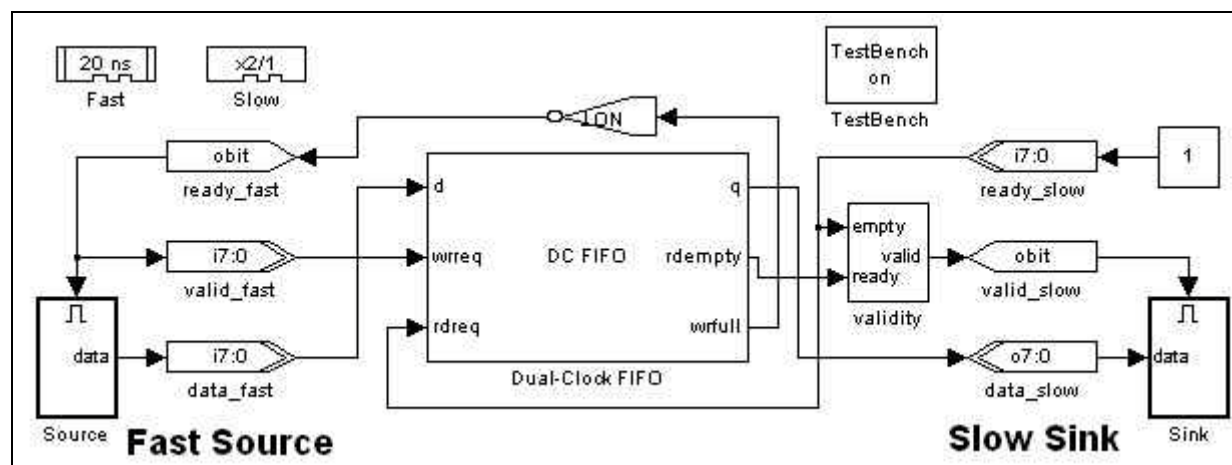 20 ns
Fast
x2/1
Slow
TestBench
on
TestBench
obit
ready_fast
i7:0
valid_fast
i7:0
data_fast
data
Source
Fast Source
d
wrreq
rdreq
DC FIFO
q
rdempty
wrfull
Dual-Clock FIFO
i7:0
ready_slow
1
empty
valid
ready
validity
obit
valid_slow
o7:0
data_slow
data
Sink
Slow Sink